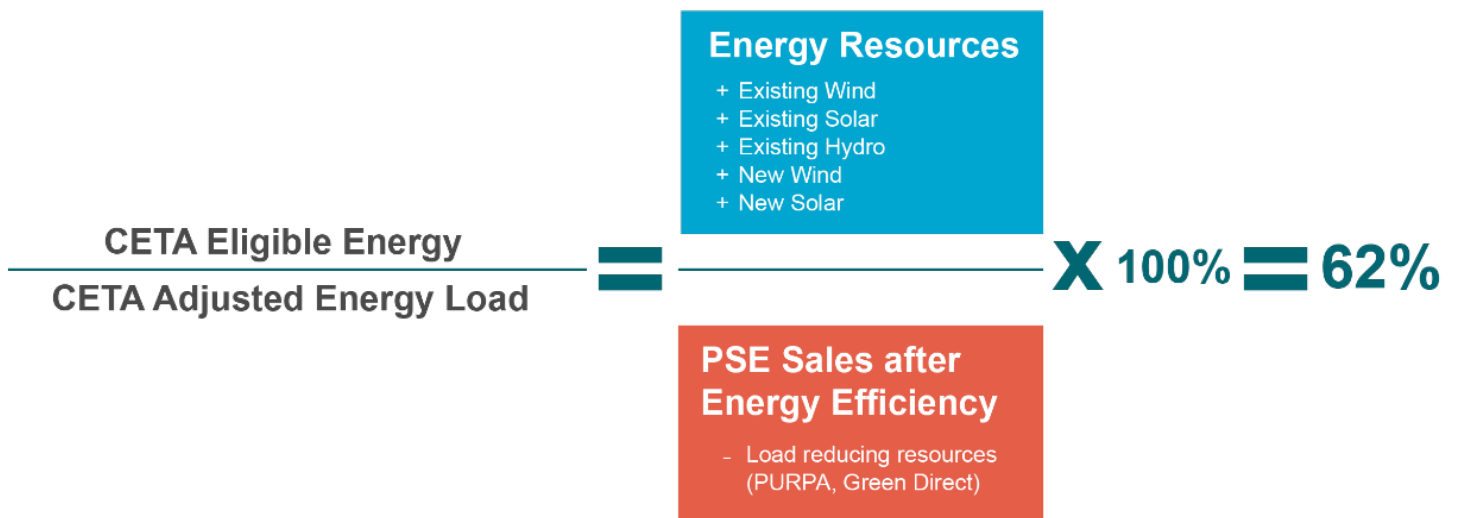 CETA Eligible Energy
CETA Adjusted Energy Load
=
Energy Resources
+ Existing Wind
+ Existing Solar
+ Existing Hydro
+ New Wind
+ New Solar
PSE Sales after
Energy Efficiency
- Load reducing resources
(PURPA, Green Direct)
X 100% = 62%